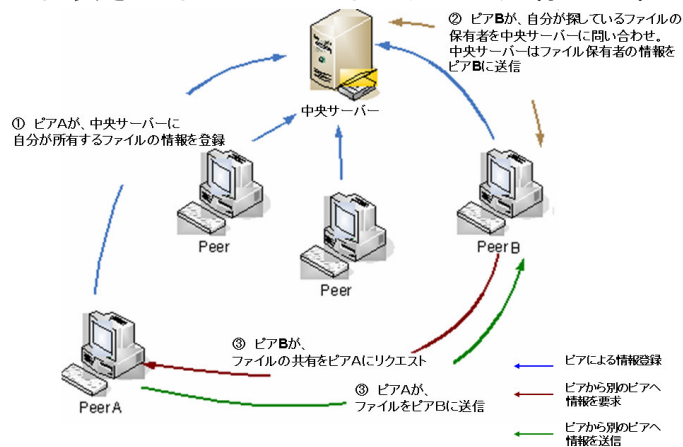 ② ピアBが、自分が探しているファイルの
保有者を中央サーバーに問い合わせ。
中央サーバーはファイル保有者の情報を
ピアBに送信
中央サーバー
① ピアAが、中央サーバーに
自分が所有するファイルの情報を登録
Peer
Peer
Peer B
③ ピアBが、
ファイルの共有をピアAにリクエスト
Peer A
③ ピアAが、
ファイルをピアBに送信
ピアによる情報登録
ピアから別のピアへ
情報を要求
ピアから別のピアへ
情報を送信